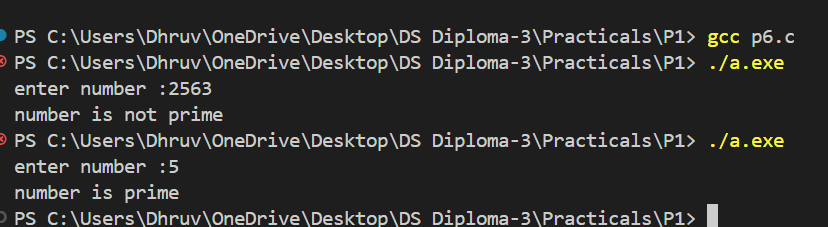 PS C:\Users\Dhruv\OneDrive\Desktop\DS Diploma-3\Practicals\P1> gcc p6.c
PS C:\Users\Dhruv\OneDrive\Desktop\DS Diploma-3\Practicals\P1> ./a.exe
enter number :2563
number is not prime
PS C:\Users\Dhruv\OneDrive\Desktop\DS Diploma-3\Practicals\P1> ./a.exe
enter number :5
number is prime
PS C:\Users\Dhruv\OneDrive\Desktop\DS Diploma-3\Practicals\P1>